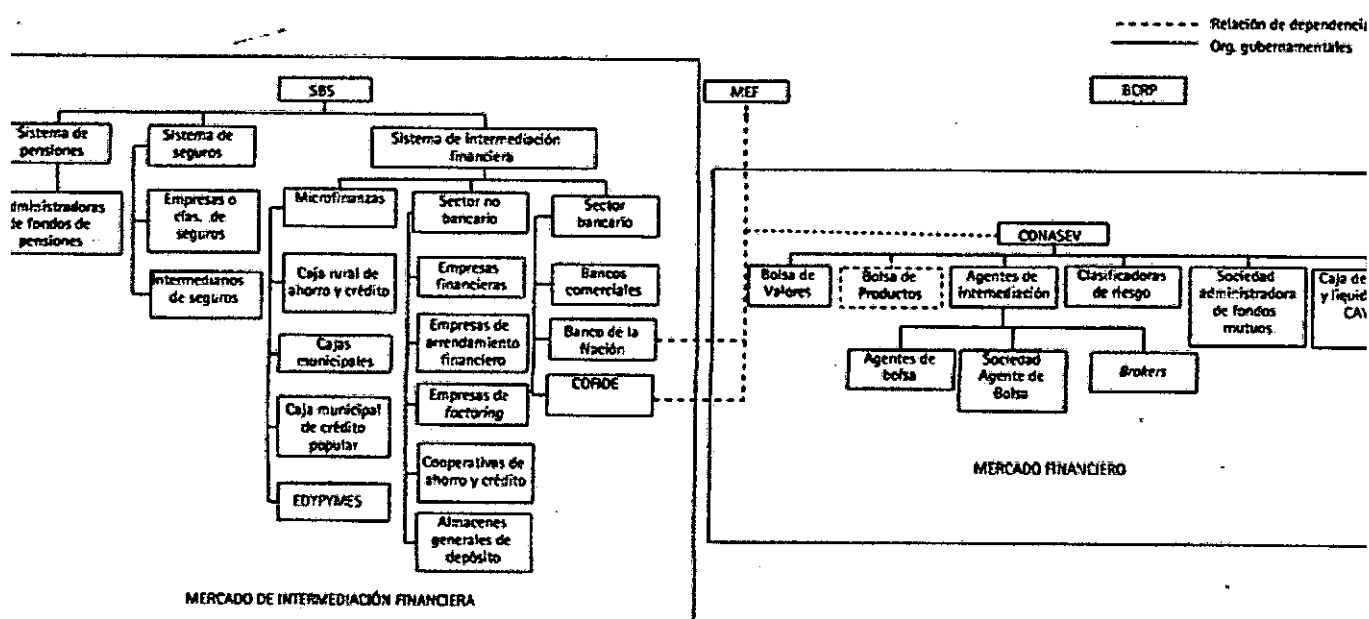 Relación de dependencia
Org. gubernamentales
SBS
MEF
BCRP
Sistema de
pensiones
Sistema de
seguros
Sistema de intermediación
financiera
administradoras
de fondos de
pensiones
Empresas o
cías. de
seguros
Intermediarios
de seguros
Microfinanzas
Caja rural de
ahorro y crédito
Cajas
municipales
Caja municipal
de crédito
popular
EDYPYMES
Sector no
bancario
Empresas
financieras
Empresas de
arrendamiento
financiero
Empresas de
factoring
Cooperativas de
ahorro y crédito
Almacenes
generales de
depósito
Sector
bancario
Bancos
comerciales
Banco de la
Nación
COFIDE
MERCADO DE INTERMEDIACIÓN FINANCIERA
CONASEV
Bolsa de
Valores
Bolsa de
Productos
Agentes de
intermediación
Clasificadoras
de riesgo
Sociedad
administradora
de fondos
mutuos
Caja de
y liquid
CAV
Agentes de
bolsa
Sociedad
Agente de
Bolsa
Brokers
MERCADO FINANCIERO